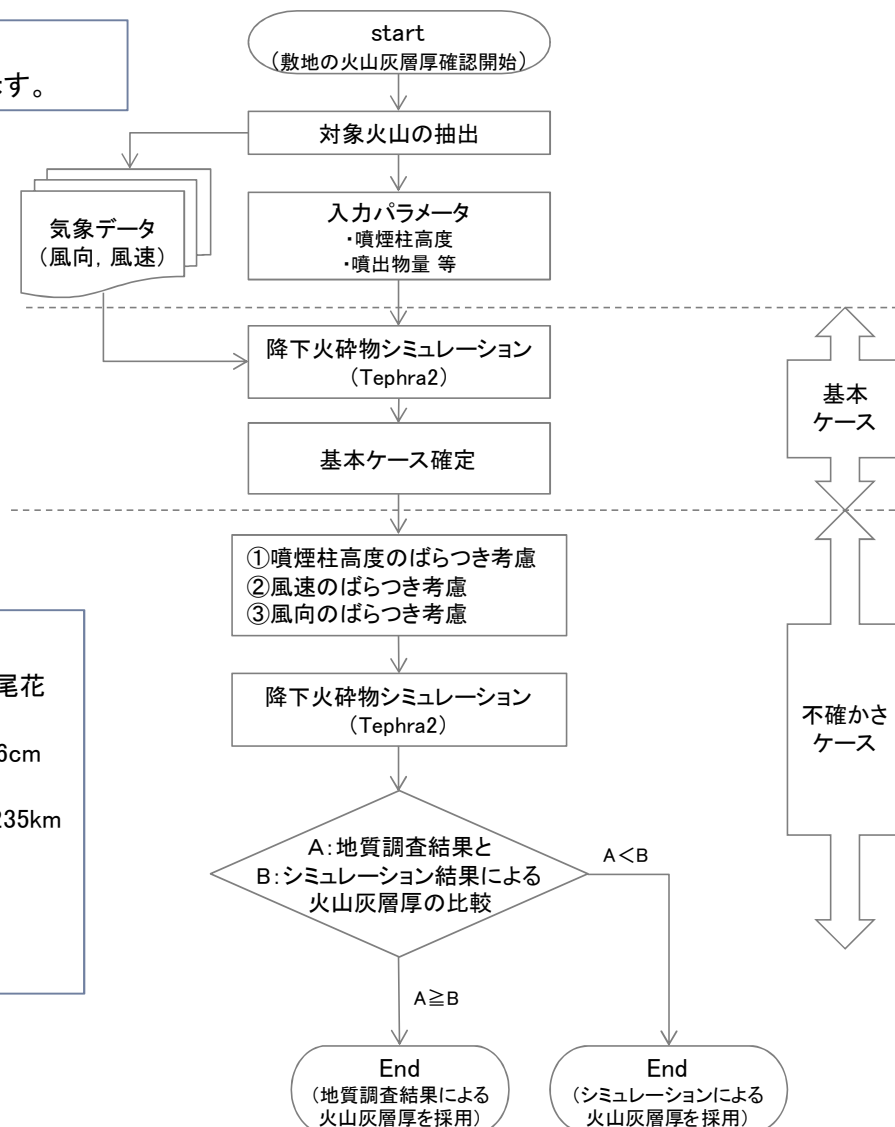 start
（敷地の火山灰層厚確認開始）
す。
対象火山の抽出
気象データ
（風向，風速）
入力パラメータ
・噴煙柱高度
・噴出物量 等
降下火砕物シミュレーション
（Tephra2）
基本ケース確定
基本
ケース
①噴煙柱高度のばらつき考慮
②風速のばらつき考慮
③風向のばらつき考慮
尾花
6cm
235km
降下火砕物シミュレーション
（Tephra2）
不確かさ
ケース
A：地質調査結果と
B：シミュレーション結果による
火山灰層厚の比較
A＜B
A≧B
End
（地質調査結果による
火山灰層厚を採用）
End
（シミュレーションによる
火山灰層厚を採用）